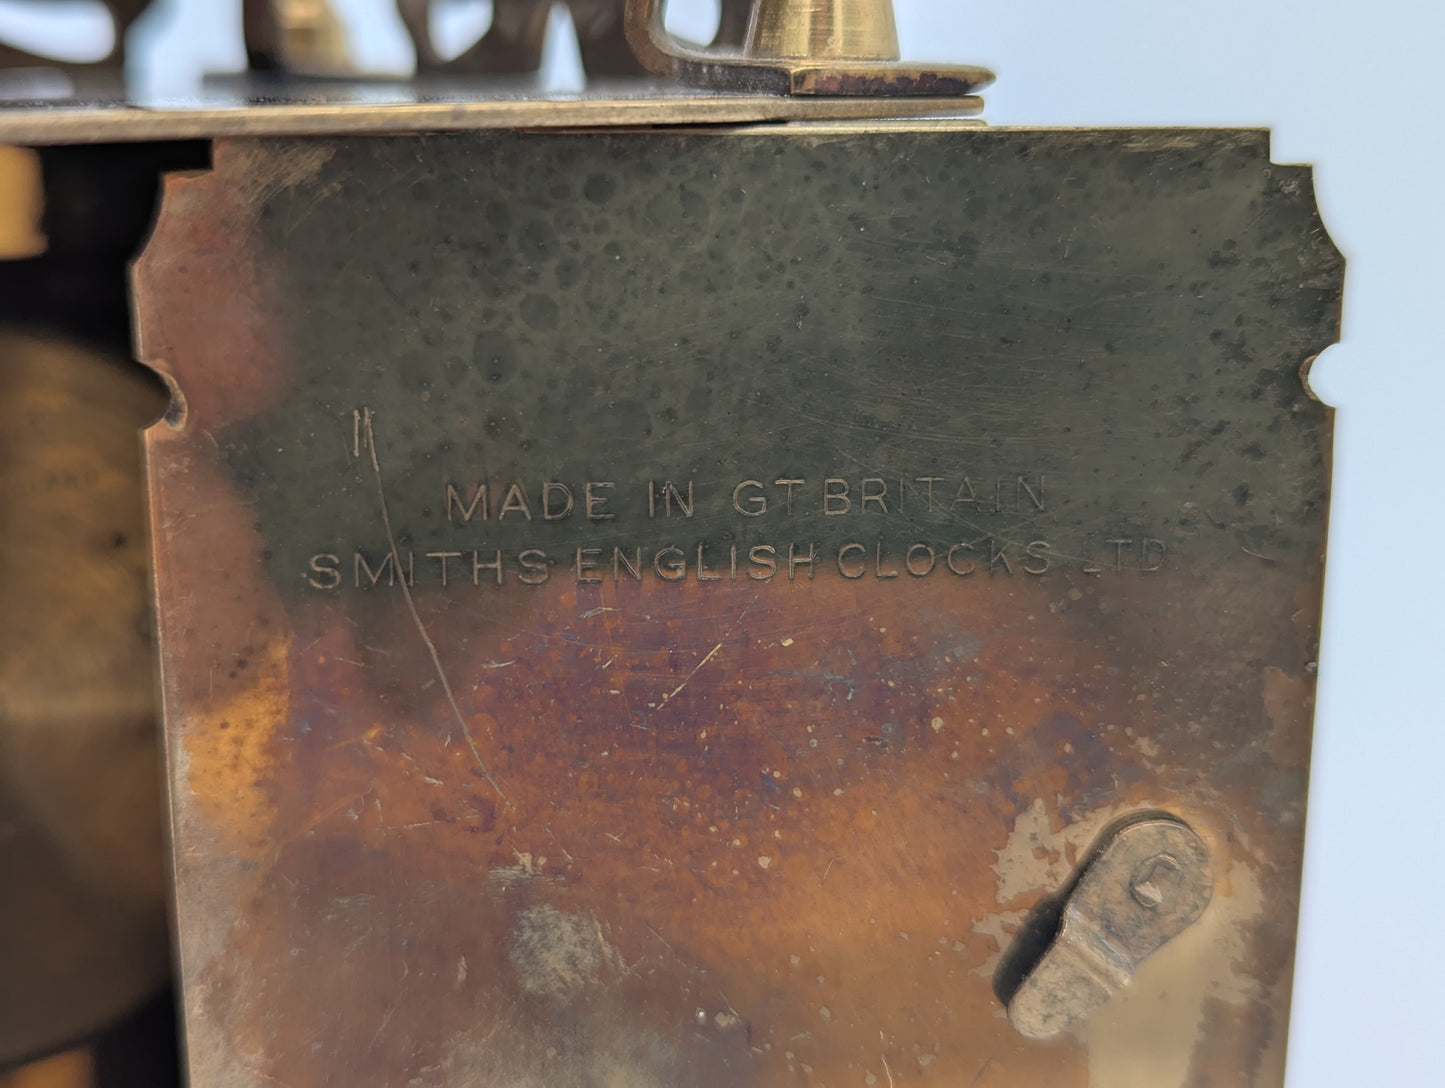 MADE IN GT. BRITAIN
SMITHS ENGLISH CLOCKS LTD